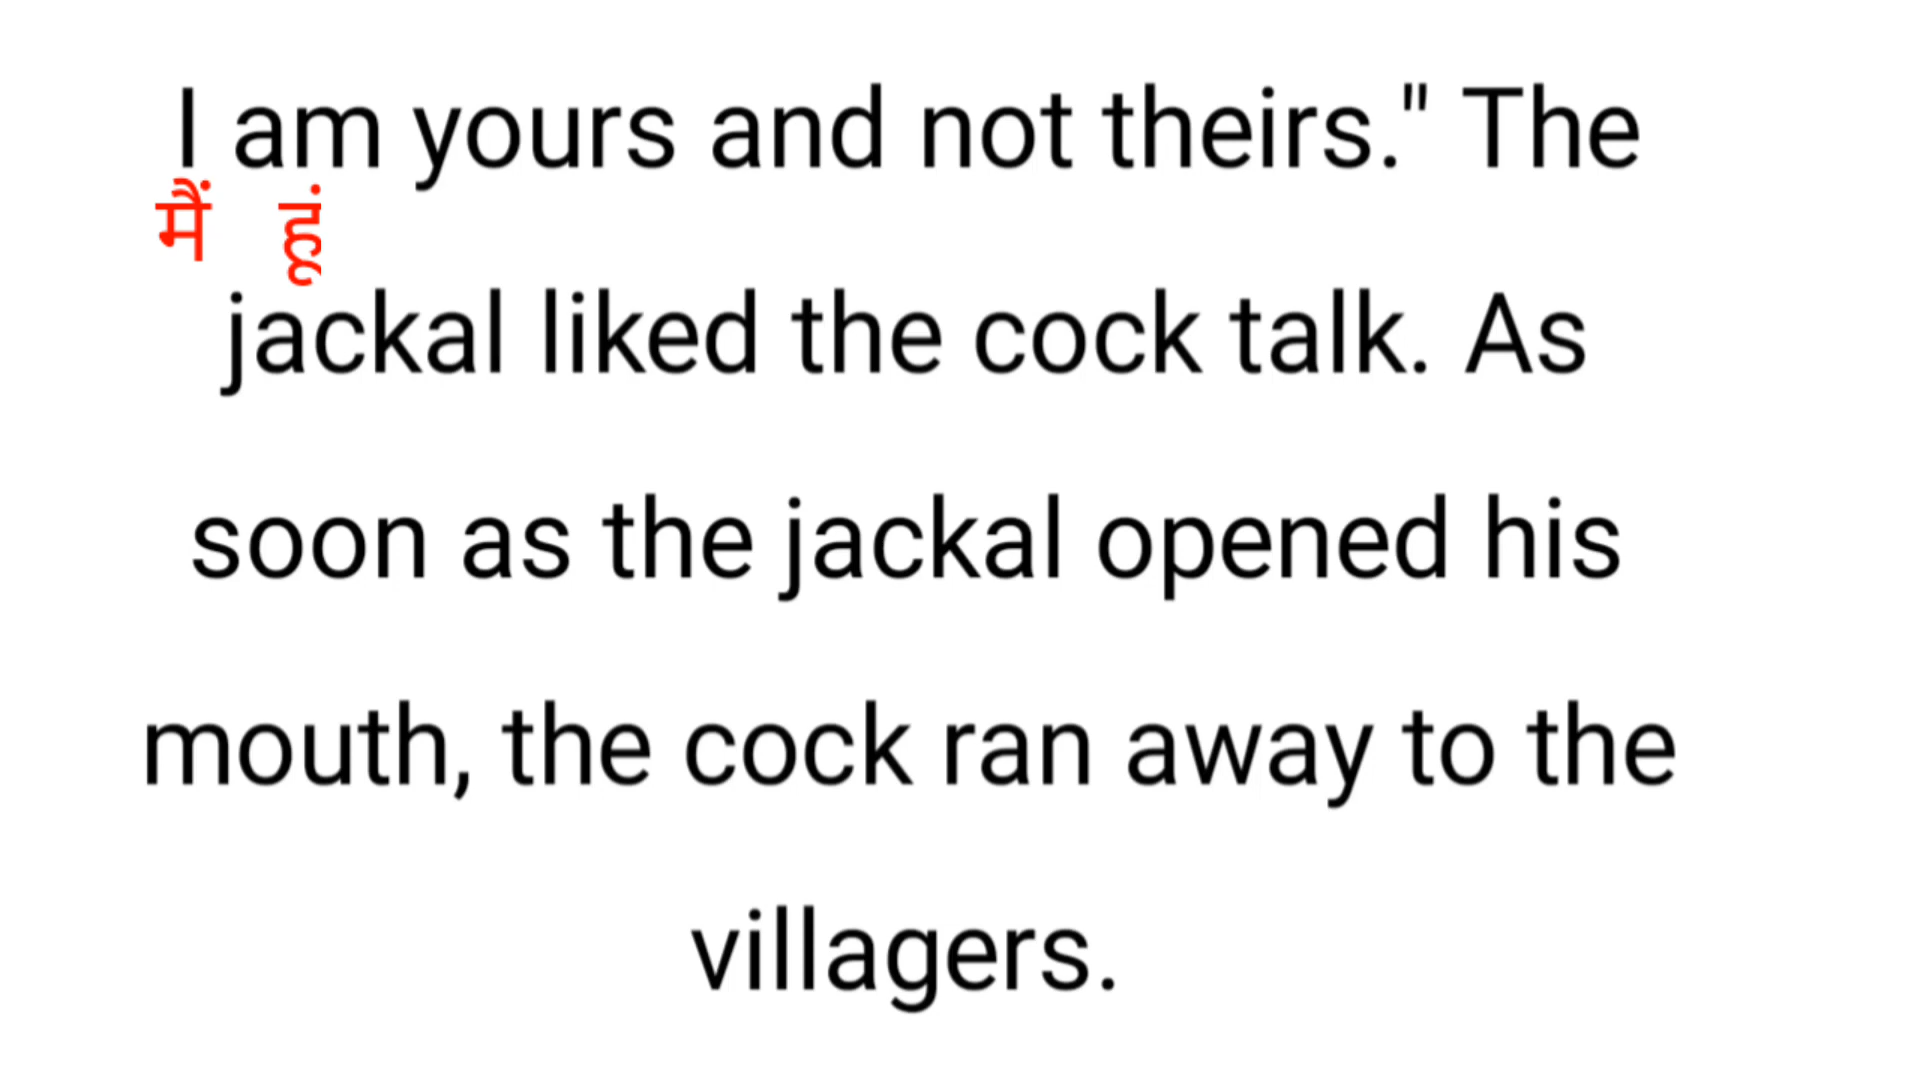 I am yours and not theirs." The
मैं हूं
jackal liked the cock talk. As
soon as the jackal opened his
mouth, the cock ran away to the
villagers.